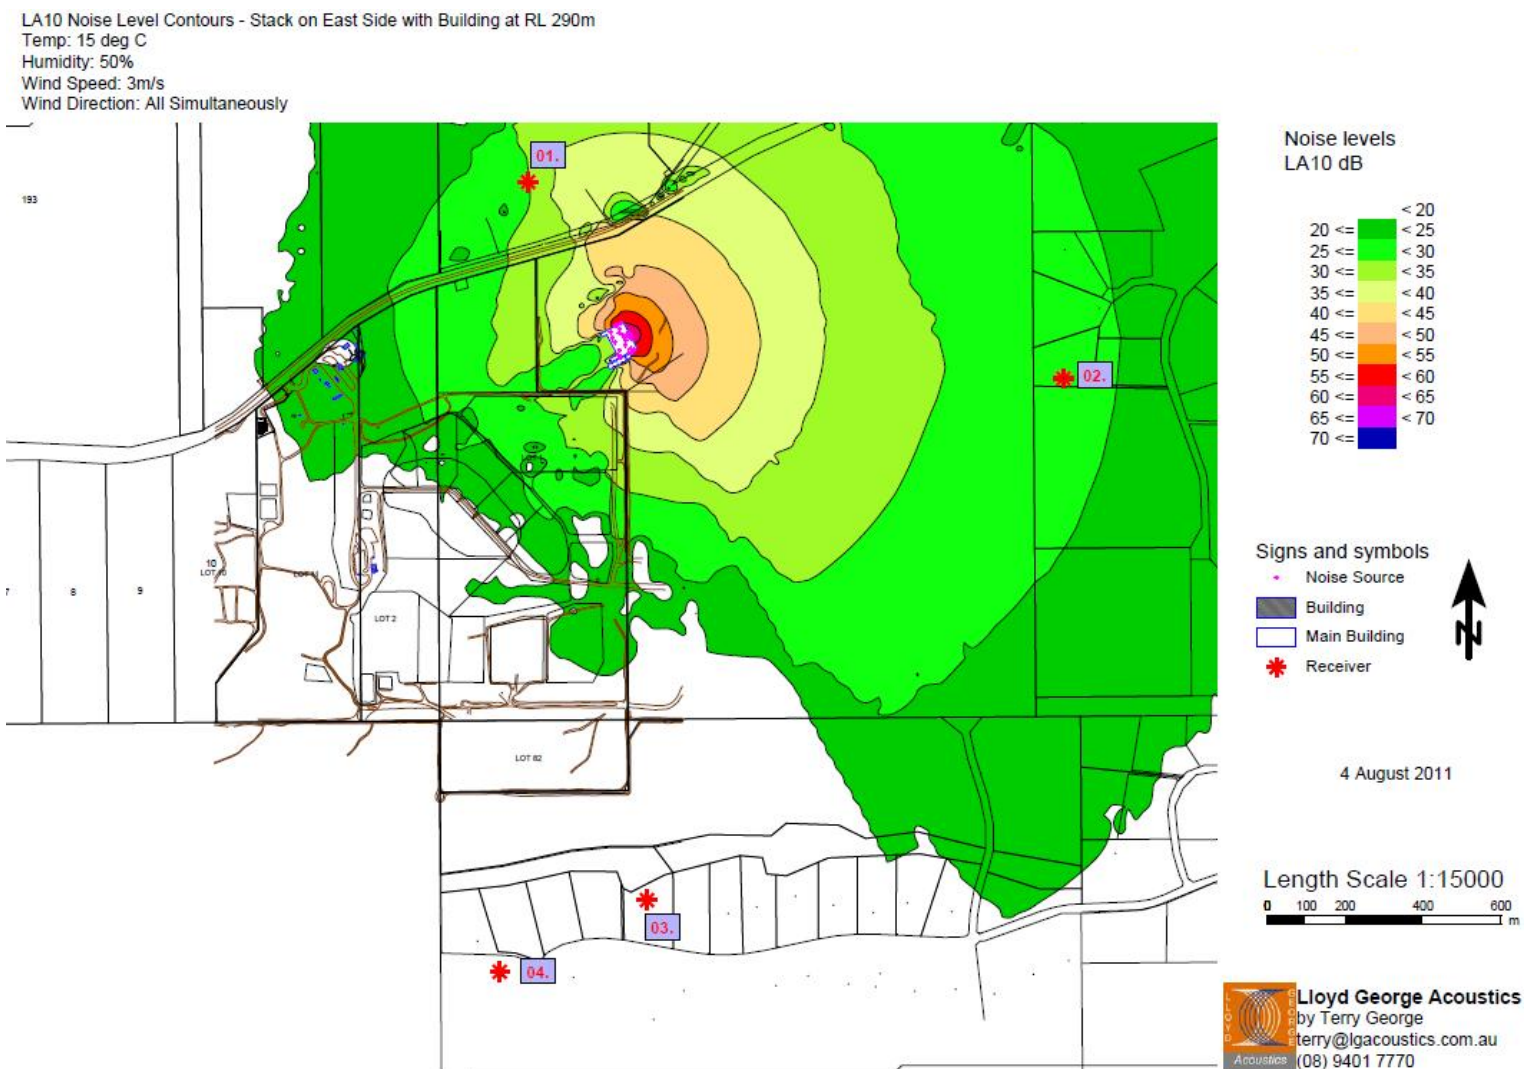 LA10 Noise Level Contours - Stack on East Side with Building at RL 290m
Temp: 15 deg C
Humidity: 50%
Wind Speed: 3m/s
Wind Direction: All Simultaneously
01.
193
02.
10
LOT 2
7
8
9
LOT 82
03.
04.
Noise levels
LA10 dB
< 20
20 <= < 25
25 <= < 30
30 <= < 35
35 <= < 40
40 <= < 45
45 <= < 50
50 <= < 55
55 <= < 60
60 <= < 65
65 <= < 70
70 <=
Signs and symbols
Noise Source
Building
Main Building
Receiver
N
4 August 2011
Length Scale 1:15000
0 100 200 400 600
m
LLOYD
GEORGE
Acoustics
Lloyd George Acoustics
by Terry George
terry@lgacoustics.com.au
(08) 9401 7770